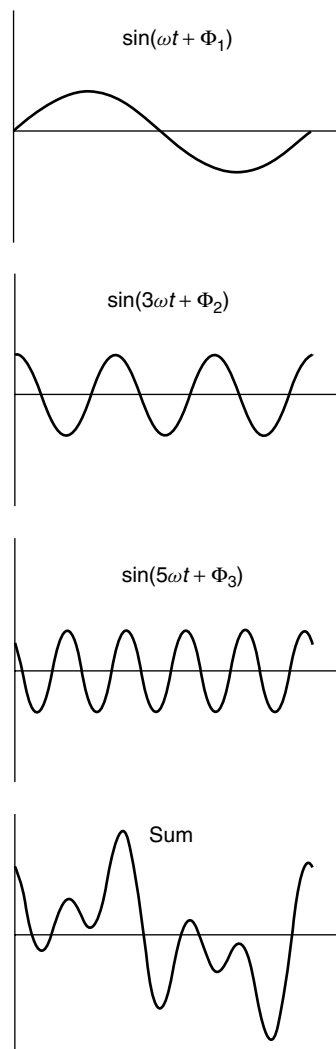 sin(ωt + Φ₁)
sin(3ωt + Φ₂)
sin(5ωt + Φ₃)
Sum